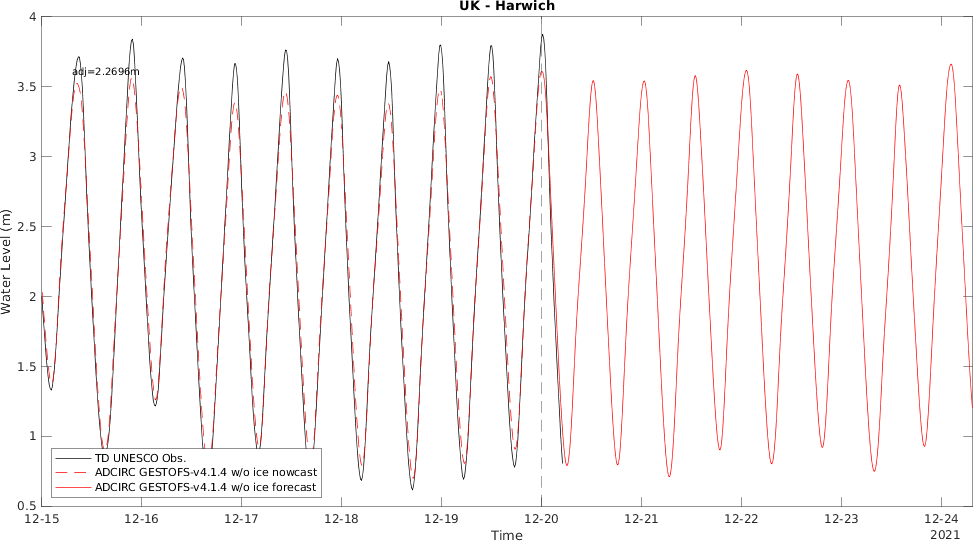 UK - Harwich
adj=2.2696m
4
3.5
3
2.5
2
1.5
1
0.5
Water Level (m)
TD UNESCO Obs.
ADCIRC GESTOFS-v4.1.4 w/o ice nowcast
ADCIRC GESTOFS-v4.1.4 w/o ice forecast
12-15 12-16 12-17 12-18 12-19 12-20 12-21 12-22 12-23 12-24
Time
2021